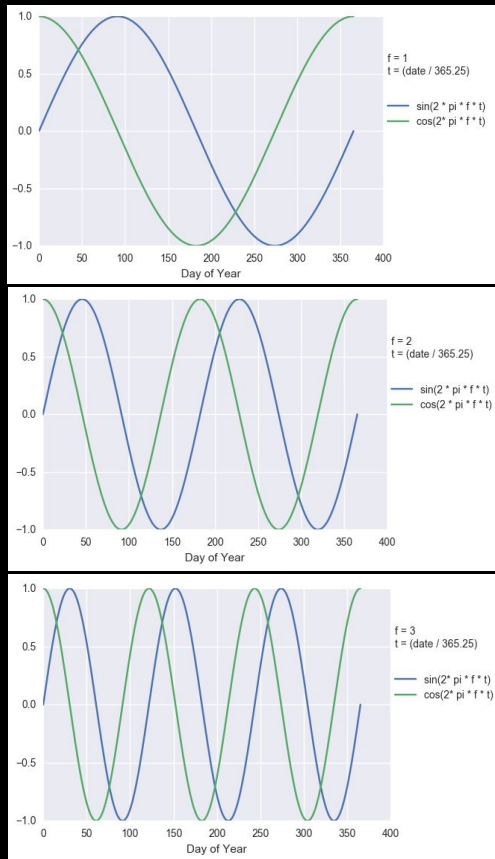 1.0
0.5
0.0
−0.5
−1.0
0 50 100 150 200 250 300 350 400
Day of Year
f = 1
t = (date / 365.25)
sin(2 * pi * f * t)
cos(2* pi * f * t)
1.0
0.5
0.0
−0.5
−1.0
0 50 100 150 200 250 300 350 400
Day of Year
f = 2
t = (date / 365.25)
sin(2 * pi * f * t)
cos(2 * pi * f * t)
1.0
0.5
0.0
−0.5
−1.0
0 50 100 150 200 250 300 350 400
Day of Year
f = 3
t = (date / 365.25)
sin(2* pi * f * t)
cos(2* pi * f * t)